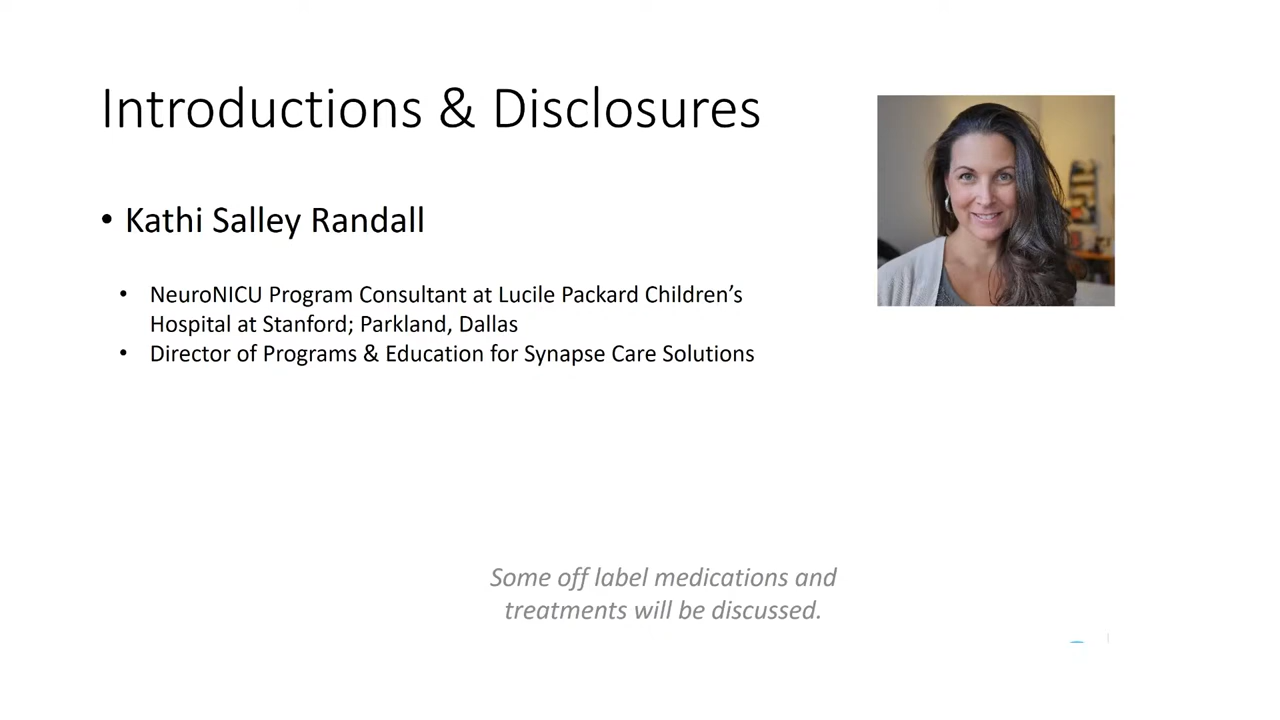 Introductions & Disclosures
• Kathi Salley Randall
• NeuroNICU Program Consultant at Lucile Packard Children’s
Hospital at Stanford; Parkland, Dallas
• Director of Programs & Education for Synapse Care Solutions
Some off label medications and
treatments will be discussed.